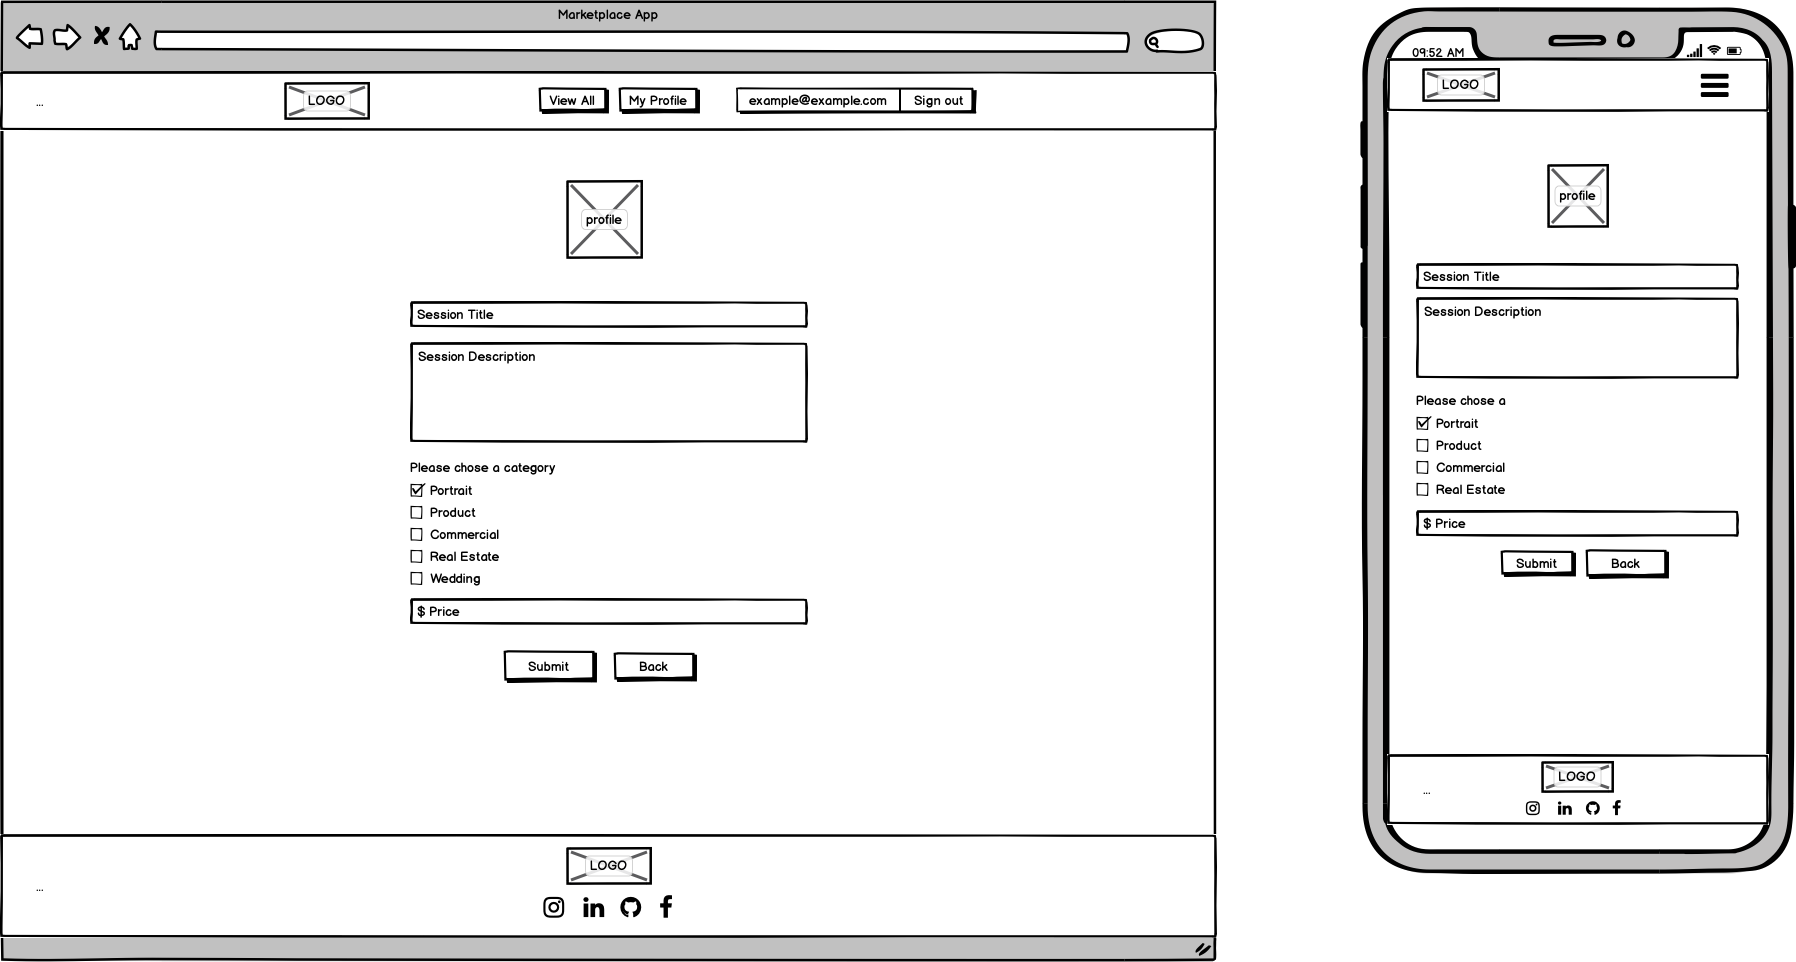 Marketplace App
...
LOGO
View All
My Profile
example@example.com
Sign out
profile
Session Title
Session Description
Please chose a category
Portrait
Product
Commercial
Real Estate
Wedding
$ Price
Submit
Back
...
LOGO
09:52 AM
LOGO
profile
Session Title
Session Description
Please chose a
Portrait
Product
Commercial
Real Estate
$ Price
Submit
Back
...
LOGO